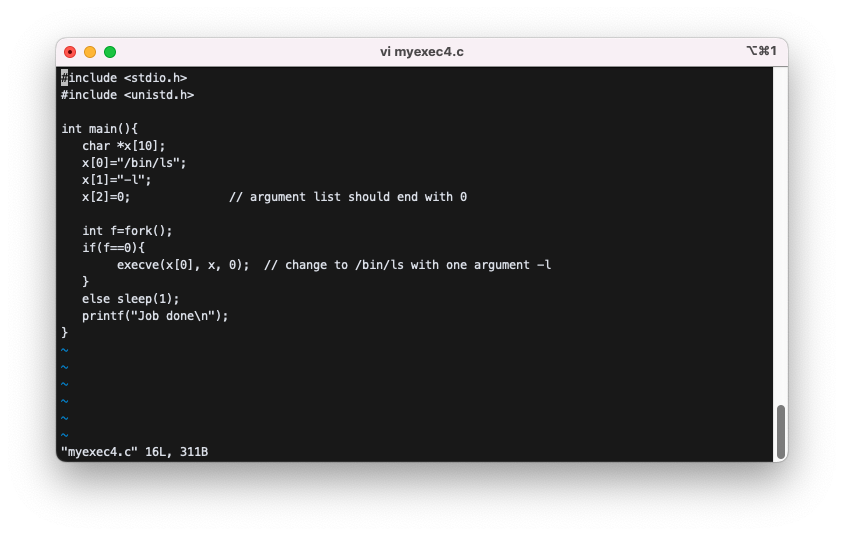 vi myexec4.c
⌥⌘1
#include <stdio.h>
#include <unistd.h>
int main(){
   char *x[10];
   x[0]="/bin/ls";
   x[1]="-l";
   x[2]=0;              // argument list should end with 0
   int f=fork();
   if(f==0){
        execve(x[0], x, 0);  // change to /bin/ls with one argument -l
   }
   else sleep(1);
   printf("Job done\n");
}
~
~
~
~
~
~
"myexec4.c" 16L, 311B